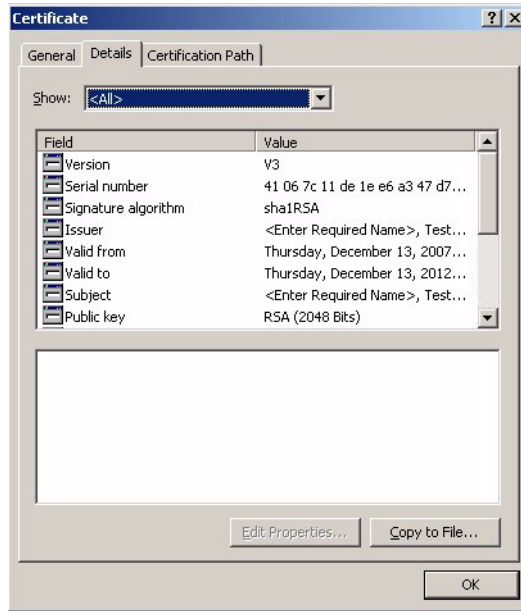 Certificate
General Details Certification Path
Show: <All>
Field Value
Version V3
Serial number 41 06 7c 11 de 1e e6 a3 47 d7...
Signature algorithm sha1RSA
Issuer <Enter Required Name>, Test...
Valid from Thursday, December 13, 2007...
Valid to Thursday, December 13, 2012...
Subject <Enter Required Name>, Test...
Public key RSA (2048 Bits)
Edit Properties... Copy to File...
OK